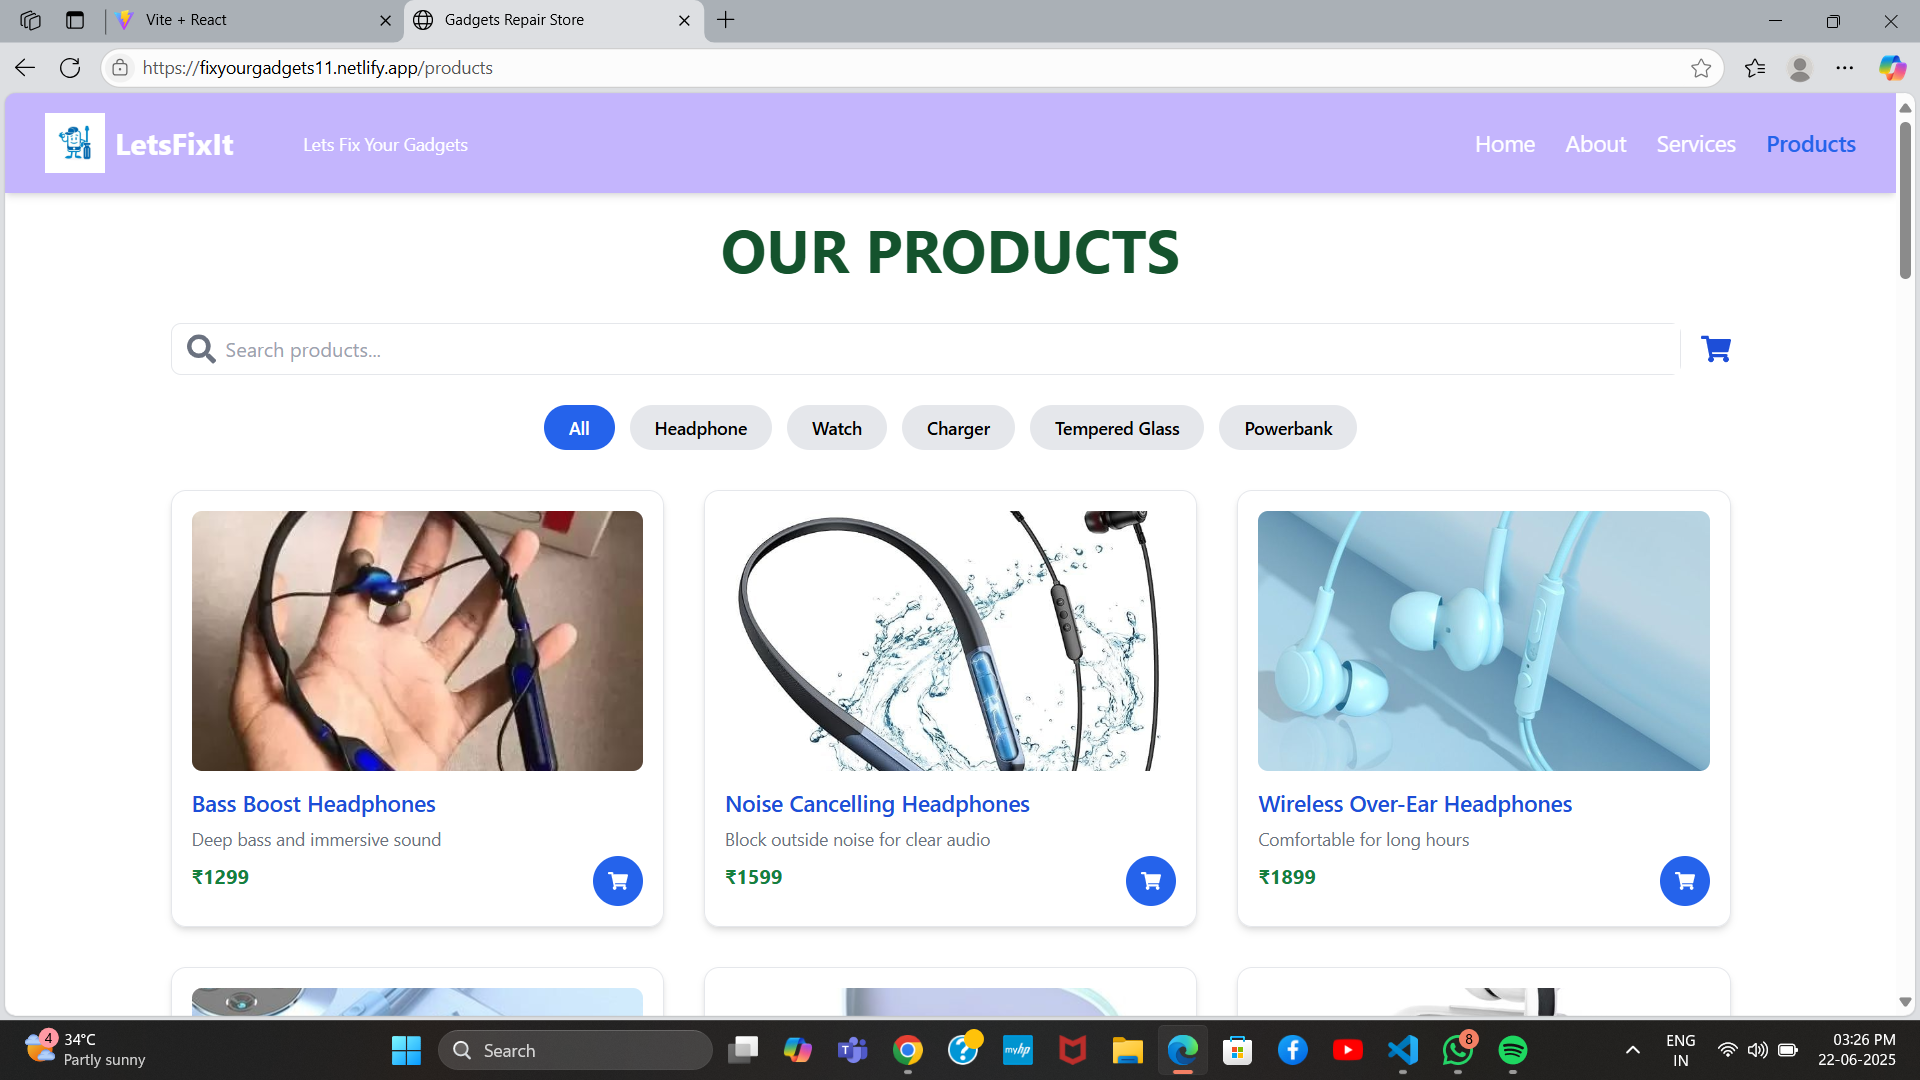 Vite + React
Gadgets Repair Store
https://fixyourgadgets11.netlify.app/products
LetsFixIt
Lets Fix Your Gadgets
Home
About
Services
Products
OUR PRODUCTS
Search products...
All
Headphone
Watch
Charger
Tempered Glass
Powerbank
Bass Boost Headphones
Deep bass and immersive sound
₹1299
Noise Cancelling Headphones
Block outside noise for clear audio
₹1599
Wireless Over-Ear Headphones
Comfortable for long hours
₹1899
4
34°C
Partly sunny
Search
myhp
8
ENG
IN
03:26 PM
22-06-2025